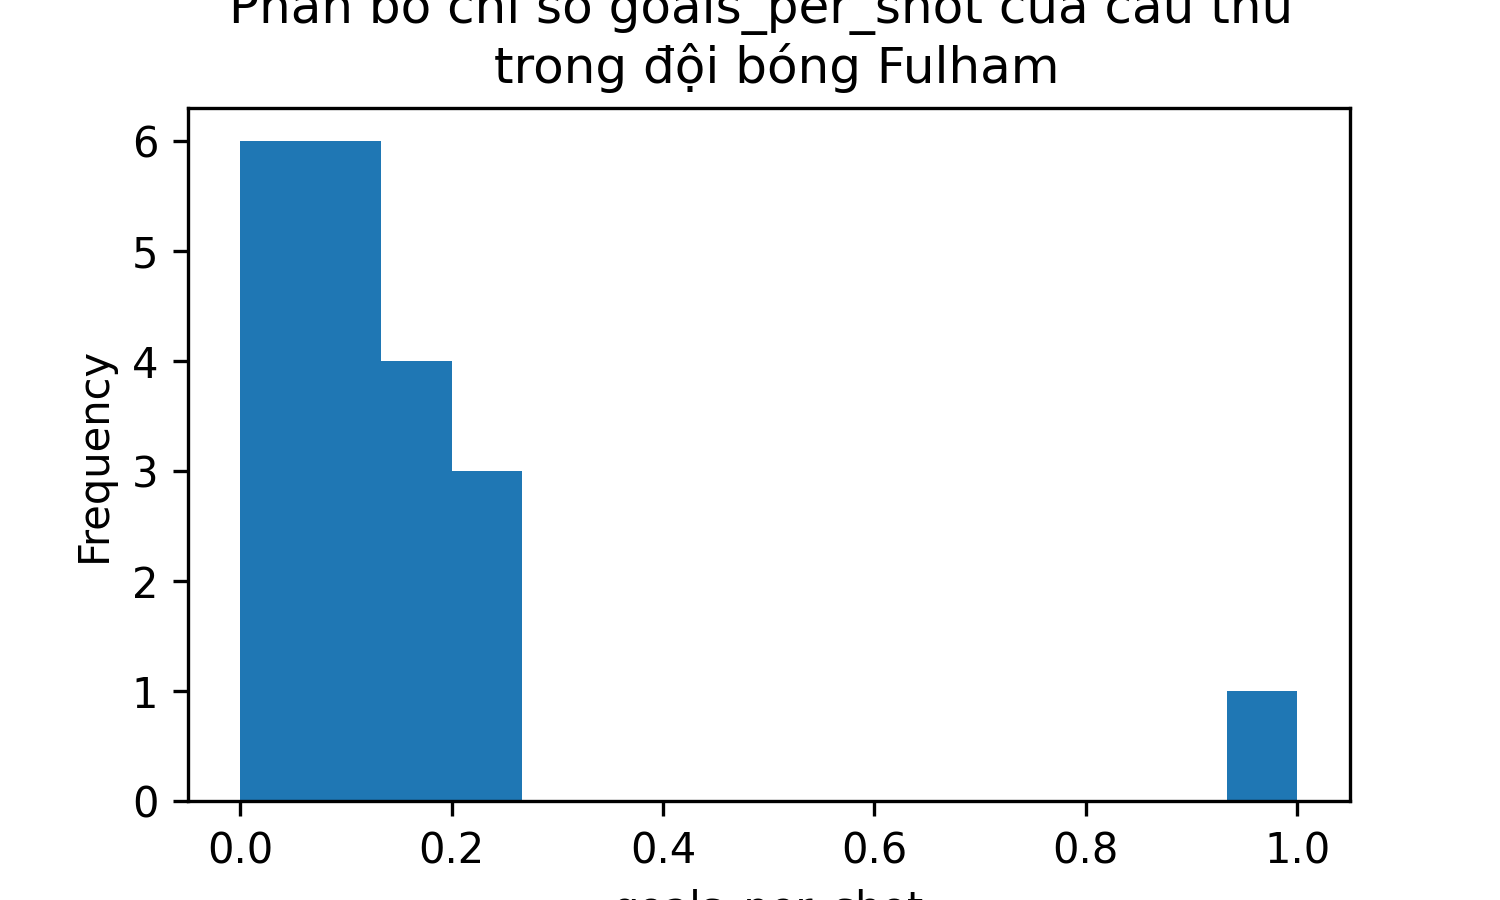 Phân bố chỉ số goals_per_shot của cầu thủ
trong đội bóng Fulham
6
5
4
3
2
1
0
Frequency
0.0 0.2 0.4 0.6 0.8 1.0
goals_per_shot